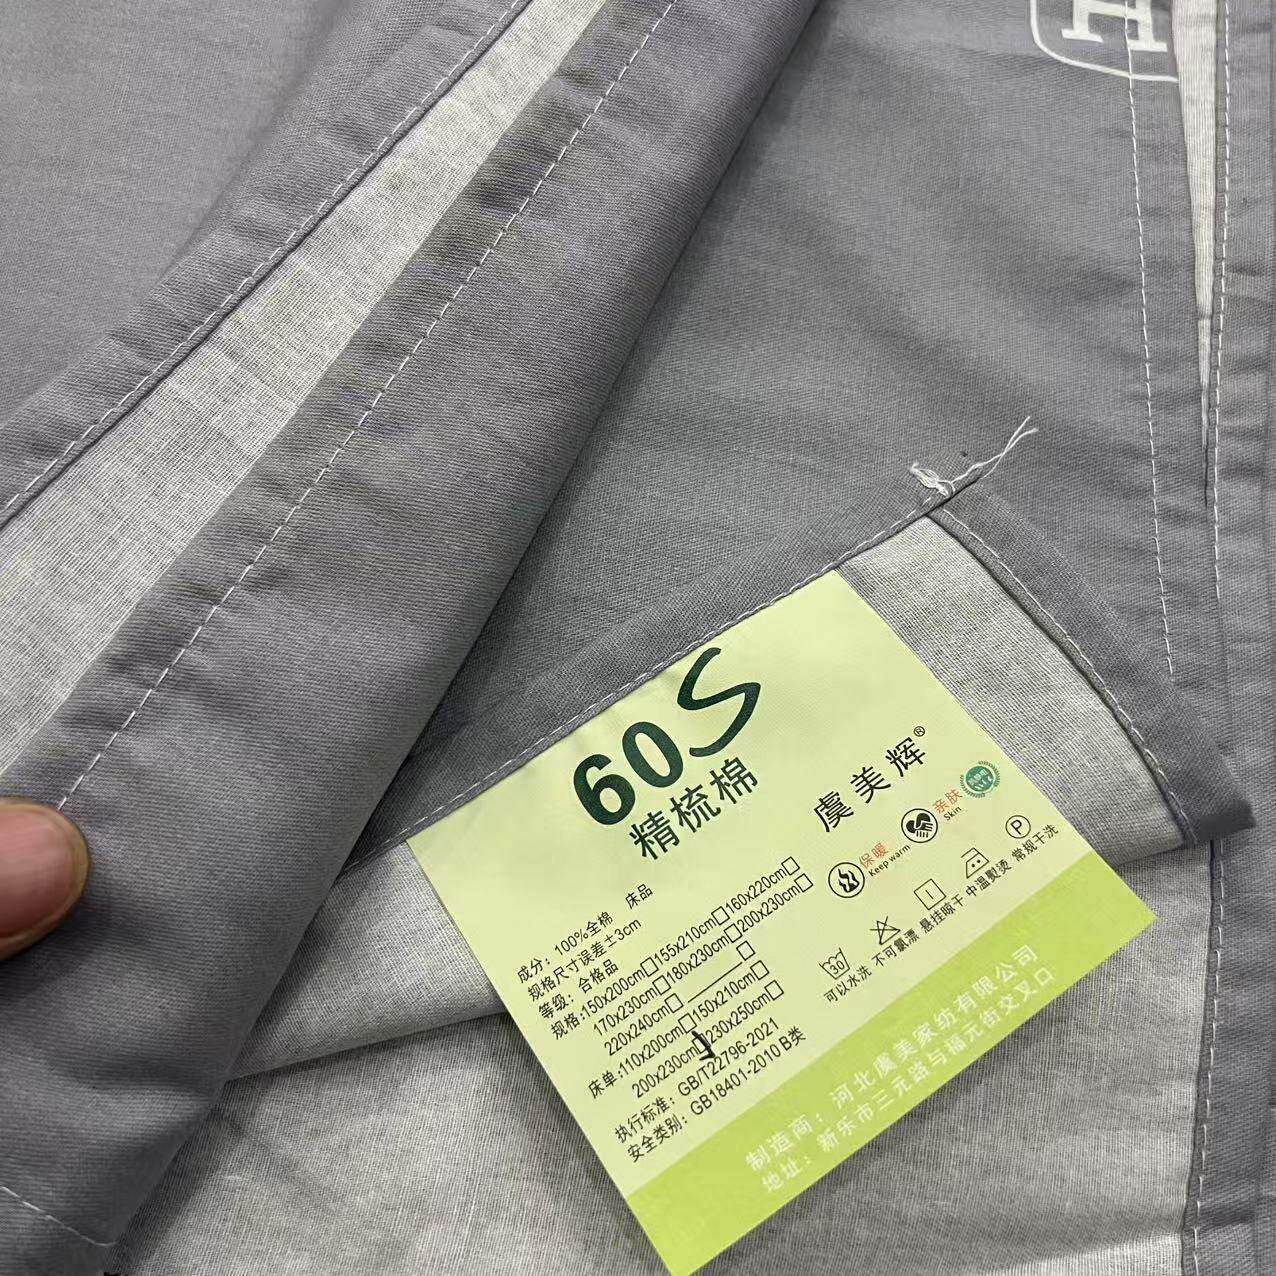 H
60S
精梳棉
虞美辉®
保暖
Keep warm
亲肤
Skin
成分：100%全棉 床品
规格尺寸误差±3cm
等级：合格品
规格：150x200cm□155x210cm□160x220cm□
170x230cm□180x230cm□200x230cm□
220x240cm□
床单：110x200cm□150x210cm□
200x230cm□230x250cm□
执行标准：GB/T22796-2021
安全类别：GB18401-2010 B类
30
P
可以水洗 不可氯漂 悬挂晾干 中温熨烫 常规干洗
制造商：河北虞美家纺有限公司
地址：新乐市三元路与福元街交叉口